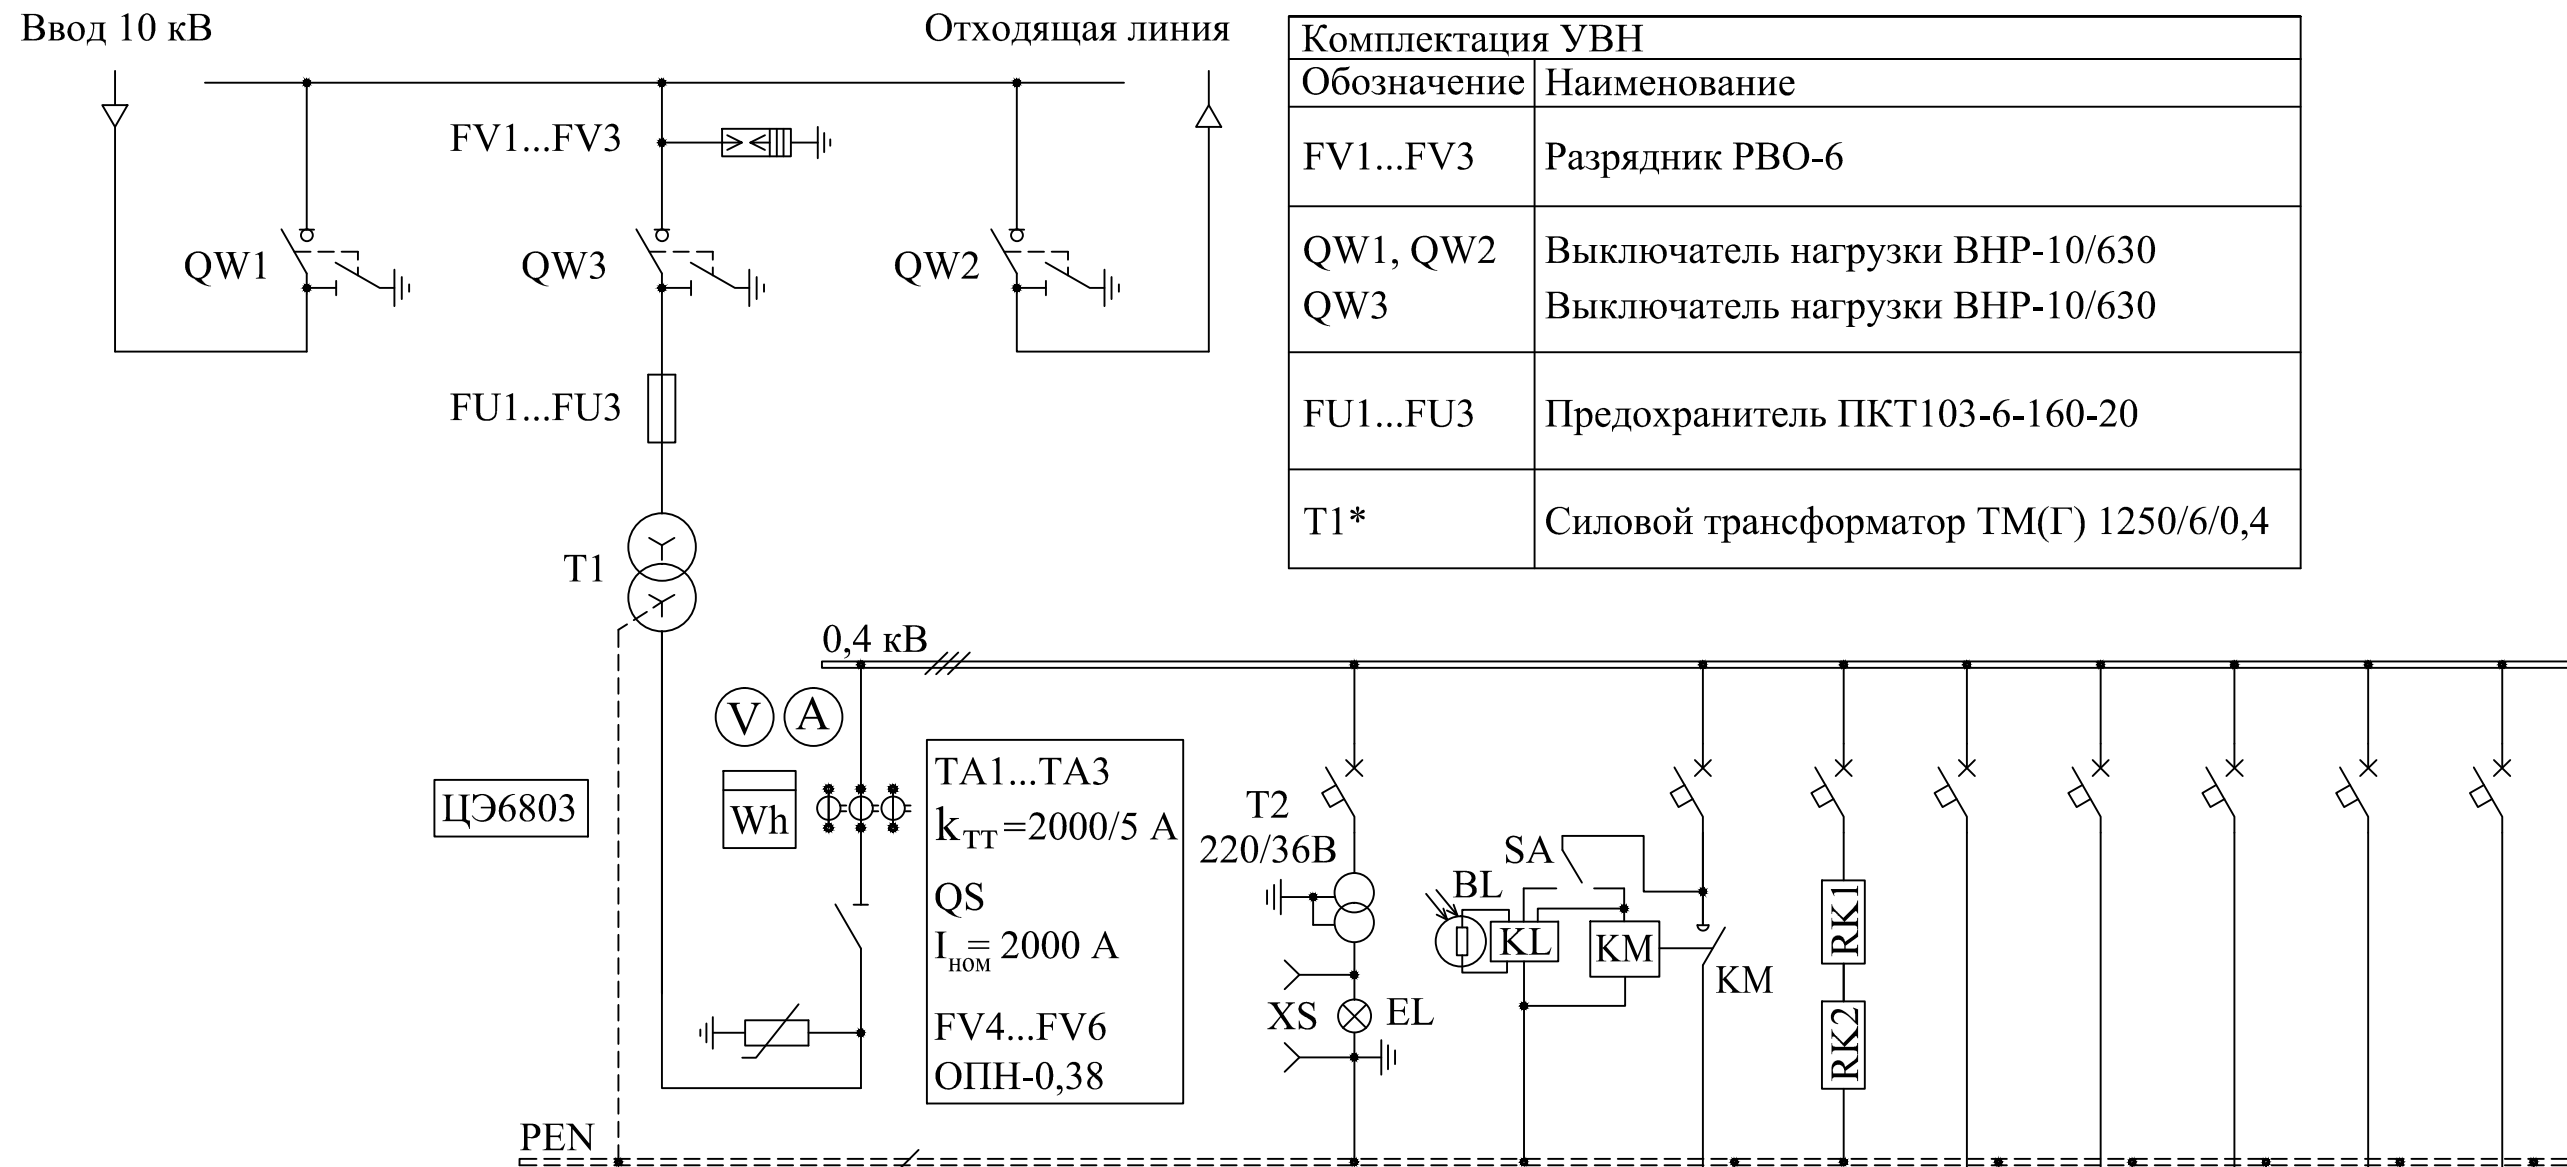 Ввод 10 кВ
Отходящая линия
Комплектация УВН
Обозначение Наименование
FV1...FV3 Разрядник РВО-6
QW1, QW2 Выключатель нагрузки ВНР-10/630
QW3 Выключатель нагрузки ВНР-10/630
FU1...FU3 Предохранитель ПКТ103-6-160-20
T1* Силовой трансформатор ТМ(Г) 1250/6/0,4
FV1...FV3
QW1
QW3
QW2
FU1...FU3
T1
0,4 кВ
V
A
ЦЭ6803
Wh
TA1...TA3
kТТ=2000/5 А
QS
Iном= 2000 А
FV4...FV6
ОПН-0,38
T2
220/36В
XS
EL
BL
SA
KL
KM
KM
RK1
RK2
PEN